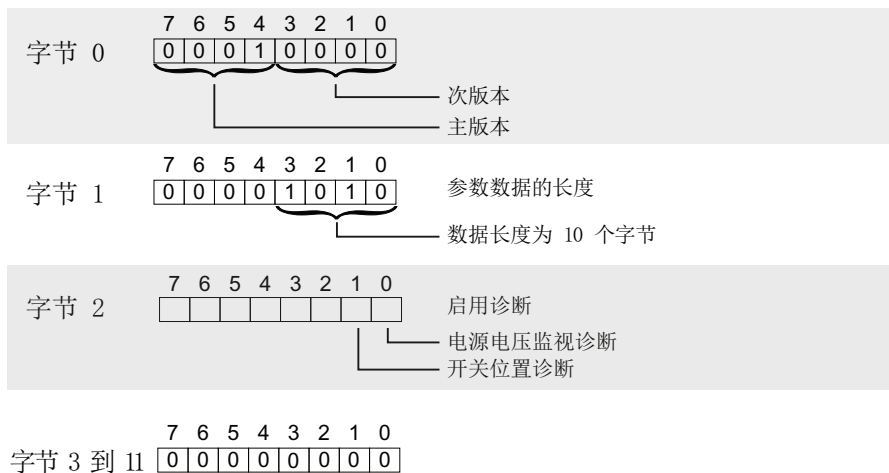 7 6 5 4 3 2 1 0
字节 0 0 0 0 1 0 0 0 0
次版本
主版本
7 6 5 4 3 2 1 0
字节 1 0 0 0 0 1 0 1 0 参数数据的长度
数据长度为 10 个字节
7 6 5 4 3 2 1 0
字节 2 启用诊断
电源电压监视诊断
开关位置诊断
7 6 5 4 3 2 1 0
字节 3 到 11 0 0 0 0 0 0 0 0